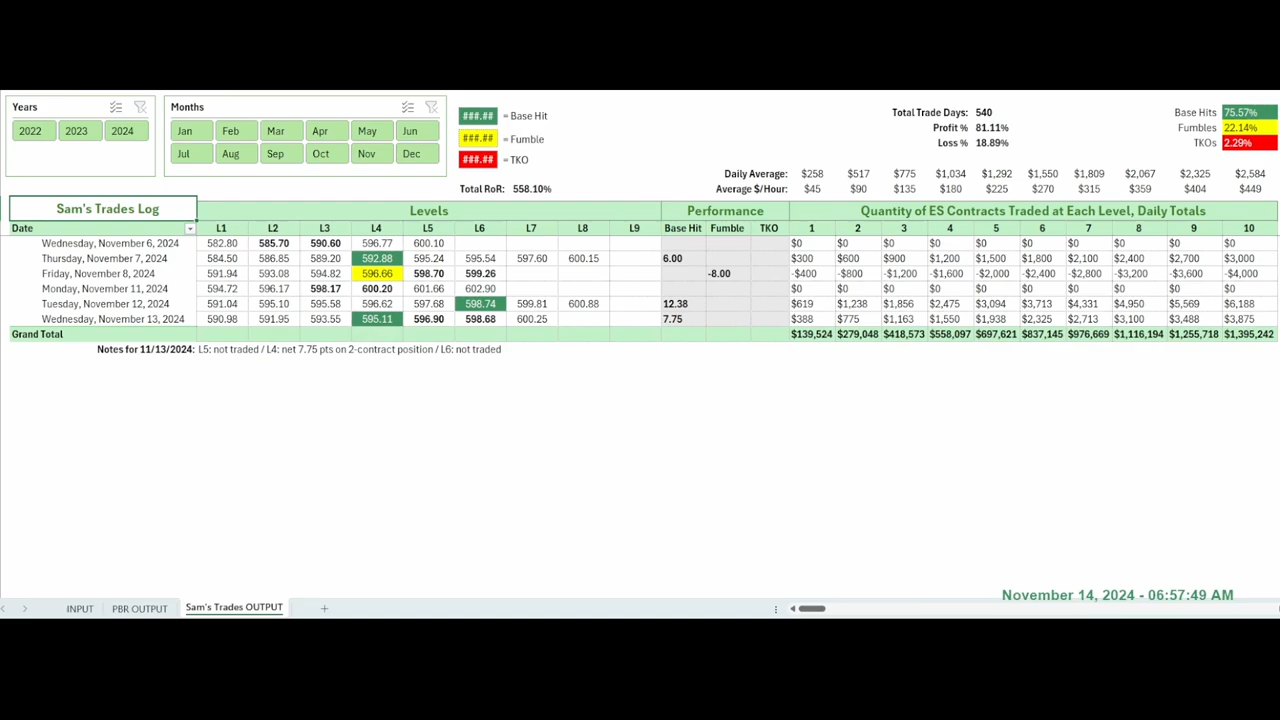 Years
2022 2023 2024
Months
Jan Feb Mar Apr May Jun
Jul Aug Sep Oct Nov Dec
###.## = Base Hit
###.## = Fumble
###.## = TKO
Total RoR: 558.10%
Total Trade Days: 540
Profit % 81.11%
Loss % 18.89%
Base Hits 75.57%
Fumbles 22.14%
TKOs 2.29%
Daily Average: $258 $517 $775 $1,034 $1,292 $1,550 $1,809 $2,067 $2,325 $2,584
Average $/Hour: $45 $90 $135 $180 $225 $270 $315 $359 $404 $449
Sam's Trades Log Levels Performance Quantity of ES Contracts Traded at Each Level, Daily Totals
Date L1 L2 L3 L4 L5 L6 L7 L8 L9 Base Hit Fumble TKO 1 2 3 4 5 6 7 8 9 10
Wednesday, November 6, 2024 582.80 585.70 590.60 596.77 600.10 $0 $0 $0 $0 $0 $0 $0 $0 $0 $0
Thursday, November 7, 2024 584.50 586.85 589.20 592.88 595.24 595.54 597.60 600.15 6.00 $300 $600 $900 $1,200 $1,500 $1,800 $2,100 $2,400 $2,700 $3,000
Friday, November 8, 2024 591.94 593.08 594.82 596.66 598.70 599.26 -8.00 -$400 -$800 -$1,200 -$1,600 -$2,000 -$2,400 -$2,800 -$3,200 -$3,600 -$4,000
Monday, November 11, 2024 594.72 596.17 598.17 600.20 601.66 602.90 $0 $0 $0 $0 $0 $0 $0 $0 $0 $0
Tuesday, November 12, 2024 591.04 595.10 595.58 596.62 597.68 598.74 599.81 600.88 12.38 $619 $1,238 $1,856 $2,475 $3,094 $3,713 $4,331 $4,950 $5,569 $6,188
Wednesday, November 13, 2024 590.98 591.95 593.55 595.11 596.90 598.68 600.25 7.75 $388 $775 $1,163 $1,550 $1,938 $2,325 $2,713 $3,100 $3,488 $3,875
Grand Total $139,524 $279,048 $418,573 $558,097 $697,621 $837,145 $976,669 $1,116,194 $1,255,718 $1,395,242
Notes for 11/13/2024: L5: not traded / L4: net 7.75 pts on 2-contract position / L6: not traded
November 14, 2024 - 06:57:49 AM
INPUT PBR OUTPUT Sam's Trades OUTPUT